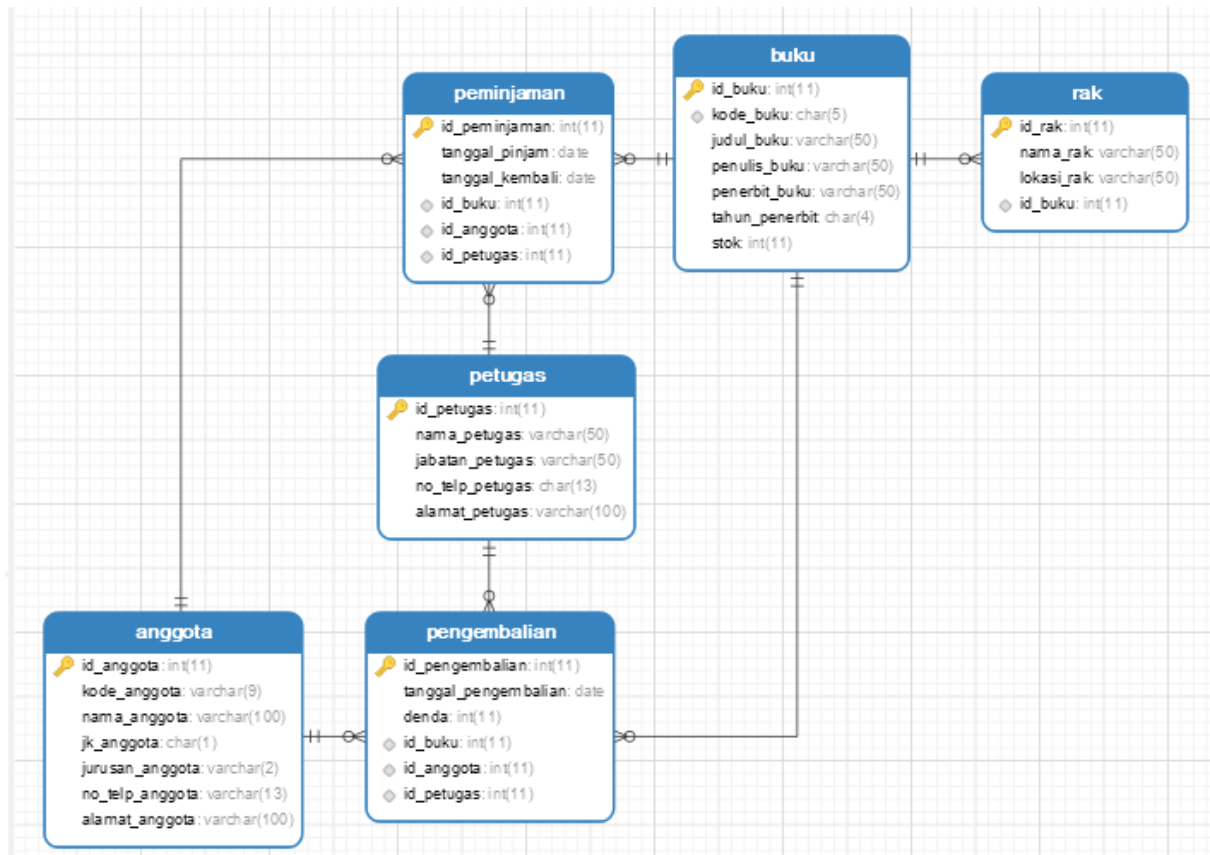 peminjaman
id_peminjaman: int(11)
tanggal_pinjam: date
tanggal_kembali: date
id_buku: int(11)
id_anggota: int(11)
id_petugas: int(11)
buku
id_buku: int(11)
kode_buku: char(5)
judul_buku: varchar(50)
penulis_buku: varchar(50)
penerbit_buku: varchar(50)
tahun_penerbit: char(4)
stok: int(11)
rak
id_rak: int(11)
nama_rak: varchar(50)
lokasi_rak: varchar(50)
id_buku: int(11)
petugas
id_petugas: int(11)
nama_petugas: varchar(50)
jabatan_petugas: varchar(50)
no_telp_petugas: char(13)
alamat_petugas: varchar(100)
anggota
id_anggota: int(11)
kode_anggota: varchar(9)
nama_anggota: varchar(100)
jk_anggota: char(1)
jurusan_anggota: varchar(2)
no_telp_anggota: varchar(13)
alamat_anggota: varchar(100)
pengembalian
id_pengembalian: int(11)
tanggal_pengembalian: date
denda: int(11)
id_buku: int(11)
id_anggota: int(11)
id_petugas: int(11)